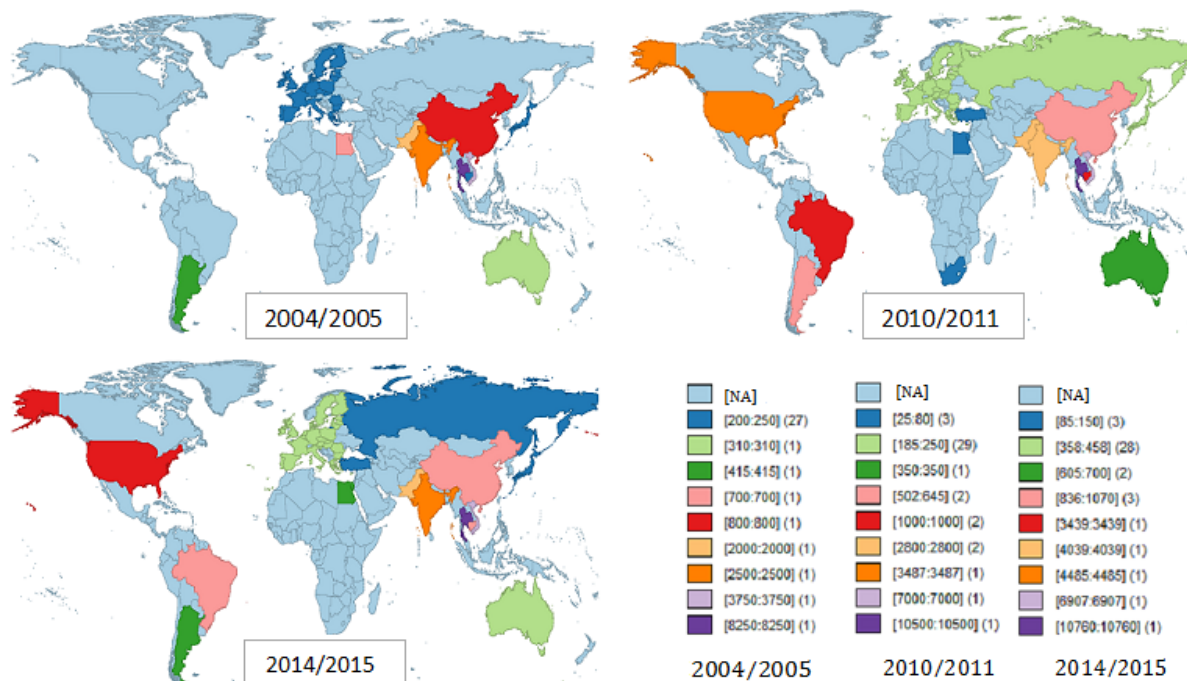 2004/2005
2010/2011
2014/2015
[NA] [NA] [NA]
[200:250] (27) [25:80] (3) [85:150] (3)
[310:310] (1) [185:250] (29) [358:458] (28)
[415:415] (1) [350:350] (1) [605:700] (2)
[700:700] (1) [502:645] (2) [836:1070] (3)
[800:800] (1) [1000:1000] (2) [3439:3439] (1)
[2000:2000] (1) [2800:2800] (2) [4039:4039] (1)
[2500:2500] (1) [3487:3487] (1) [4485:4485] (1)
[3750:3750] (1) [7000:7000] (1) [6907:6907] (1)
[8250:8250] (1) [10500:10500] (1) [10760:10760] (1)
2004/2005 2010/2011 2014/2015